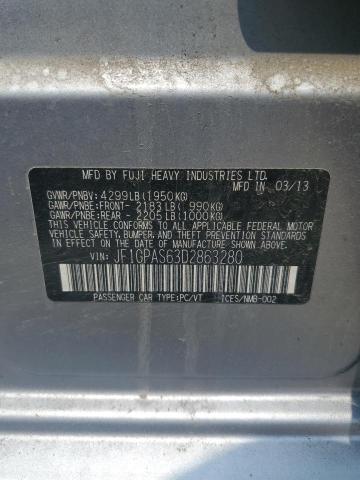 MFD BY FUJI HEAVY INDUSTRIES LTD.
MFD IN 03/13
GVWR/PNBV: 4299LB(1950KG)
GAWR/PNBE:FRONT- 2183LB( 990KG)
GAWR/PNBE:REAR - 2205LB(1000KG)
THIS VEHICLE CONFORMS TO ALL APPLICABLE FEDERAL MOTOR
VEHICLE SAFETY, BUMPER, AND THEFT PREVENTION STANDARDS
IN EFFECT ON THE DATE OF MANUFACTURE SHOWN ABOVE.
VIN: JF1GPAS63D2863280
PASSENGER CAR TYPE:PC/VT ICES/NMB-002